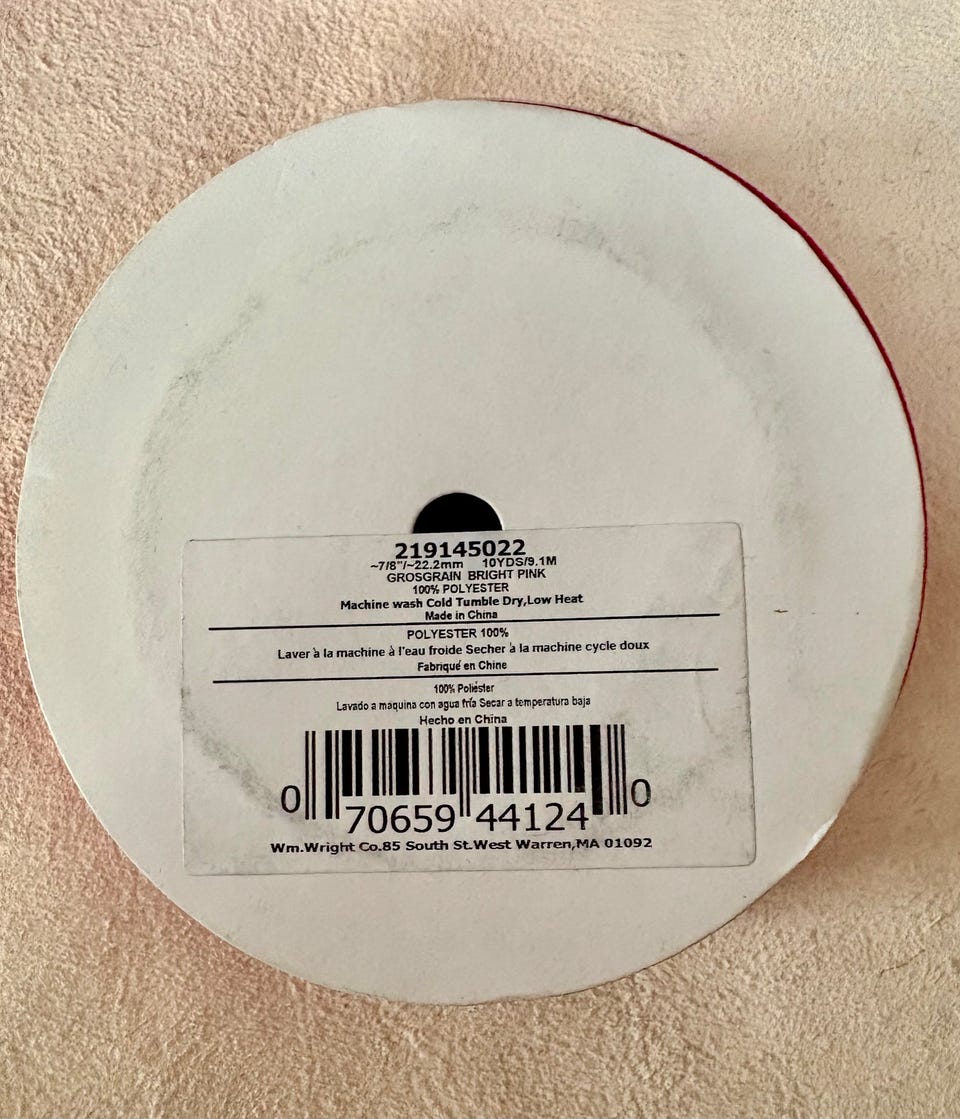 219145022
~7/8"/~22.2mm 10YDS/9.1M
GROSGRAIN BRIGHT PINK
100% POLYESTER
Machine wash Cold Tumble Dry,Low Heat
Made in China
POLYESTER 100%
Laver à la machine à l'eau froide Secher à la machine cycle doux
Fabriqué en Chine
100% Poliéster
Lavado a maquina con agua fría Secar a temperatura baja
Hecho en China
0 70659 44124 0
Wm.Wright Co.85 South St.West Warren,MA 01092